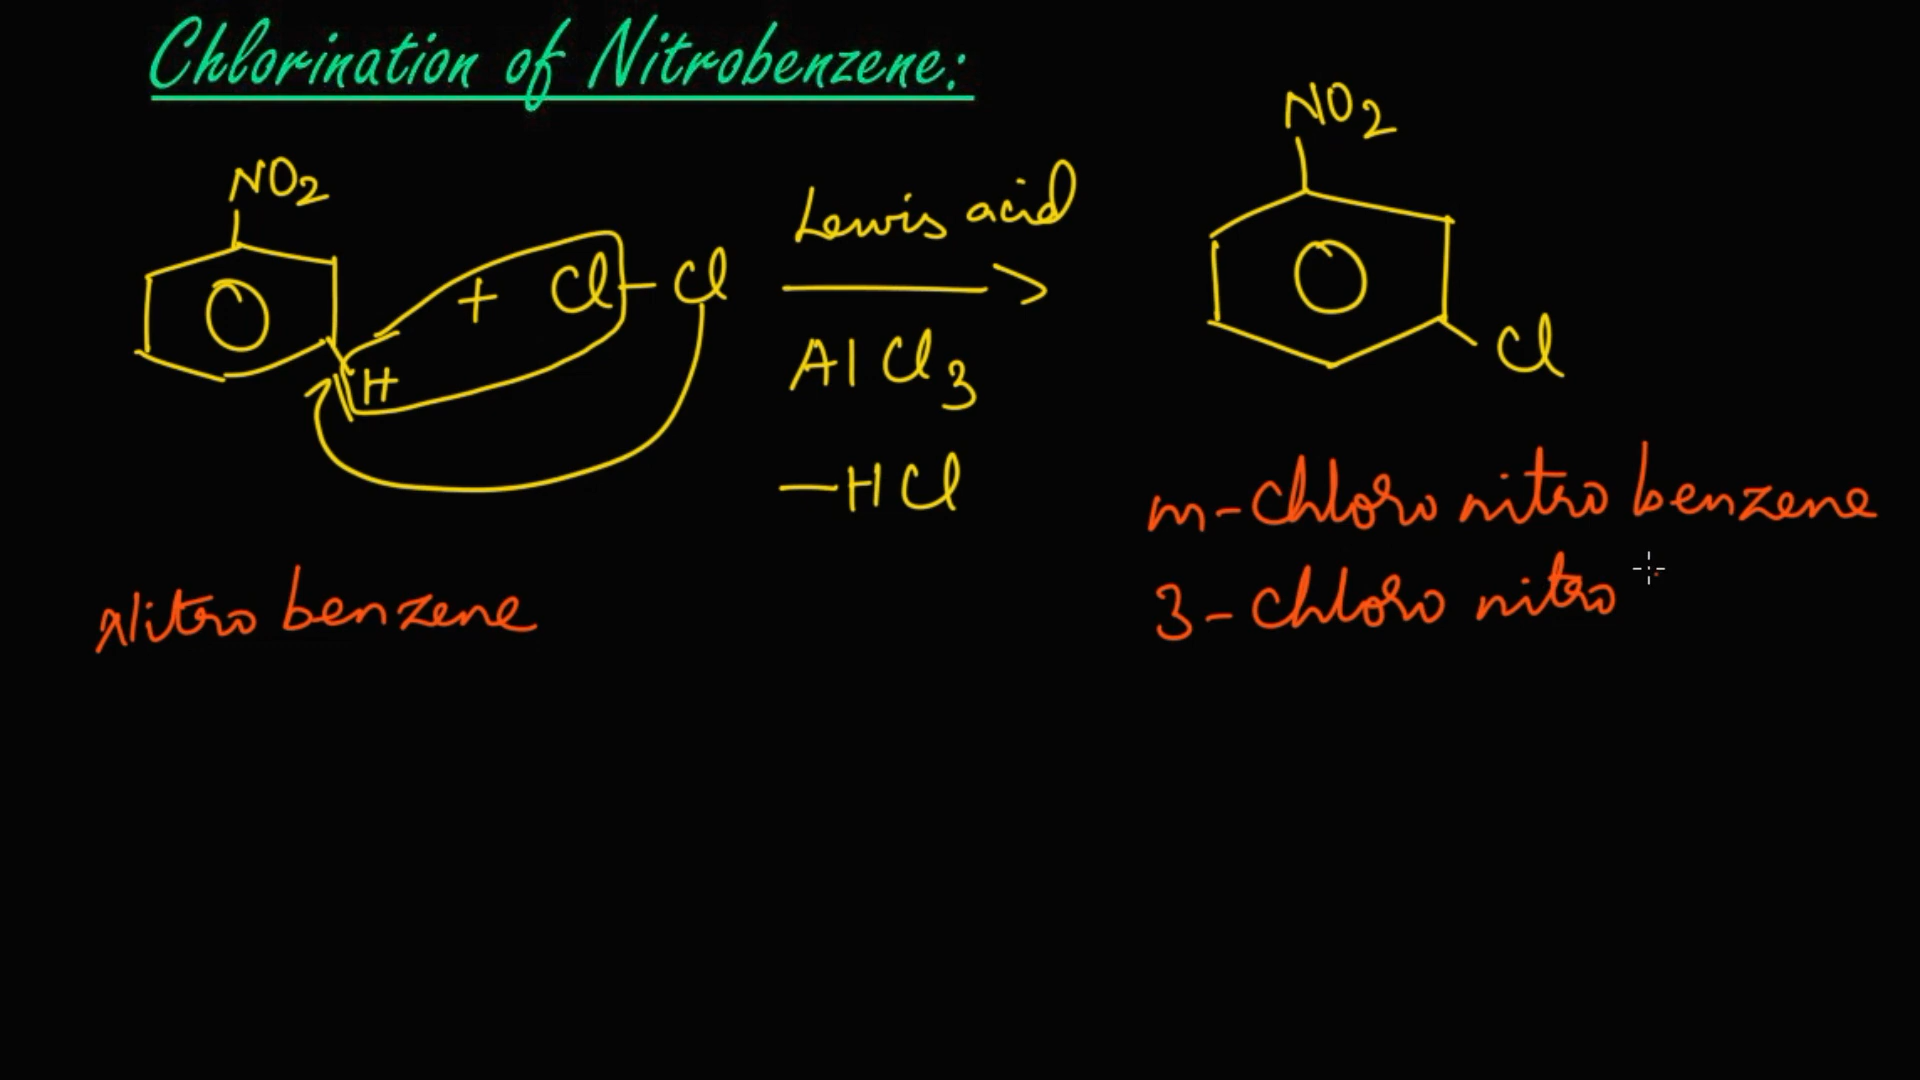 Chlorination of Nitrobenzene:
NO2
H
+ Cl-Cl
Lewis acid
AlCl3
-HCl
NO2
Cl
Nitro benzene
m-chloro nitro benzene
3-chloro nitro